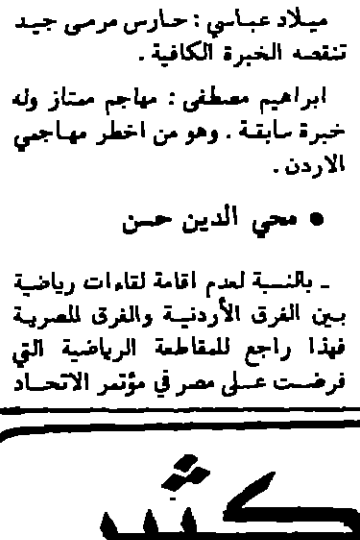 ميلاد عباسي : حارس مرمى جيد
تنقصه الخبرة الكافية .
ابراهيم مصطفى : مهاجم ممتاز وله
خبرة سابقة . وهو من اخطر مهاجمي
الاردن .
● محي الدين حسن
ـ بالنسبة لعدم اقامة لقاءات رياضية
بين الفرق الأردنية والفرق المصرية
فهذا راجع للمقاطعة الرياضية التي
فرضت على مصر في مؤتمر الاتحاد